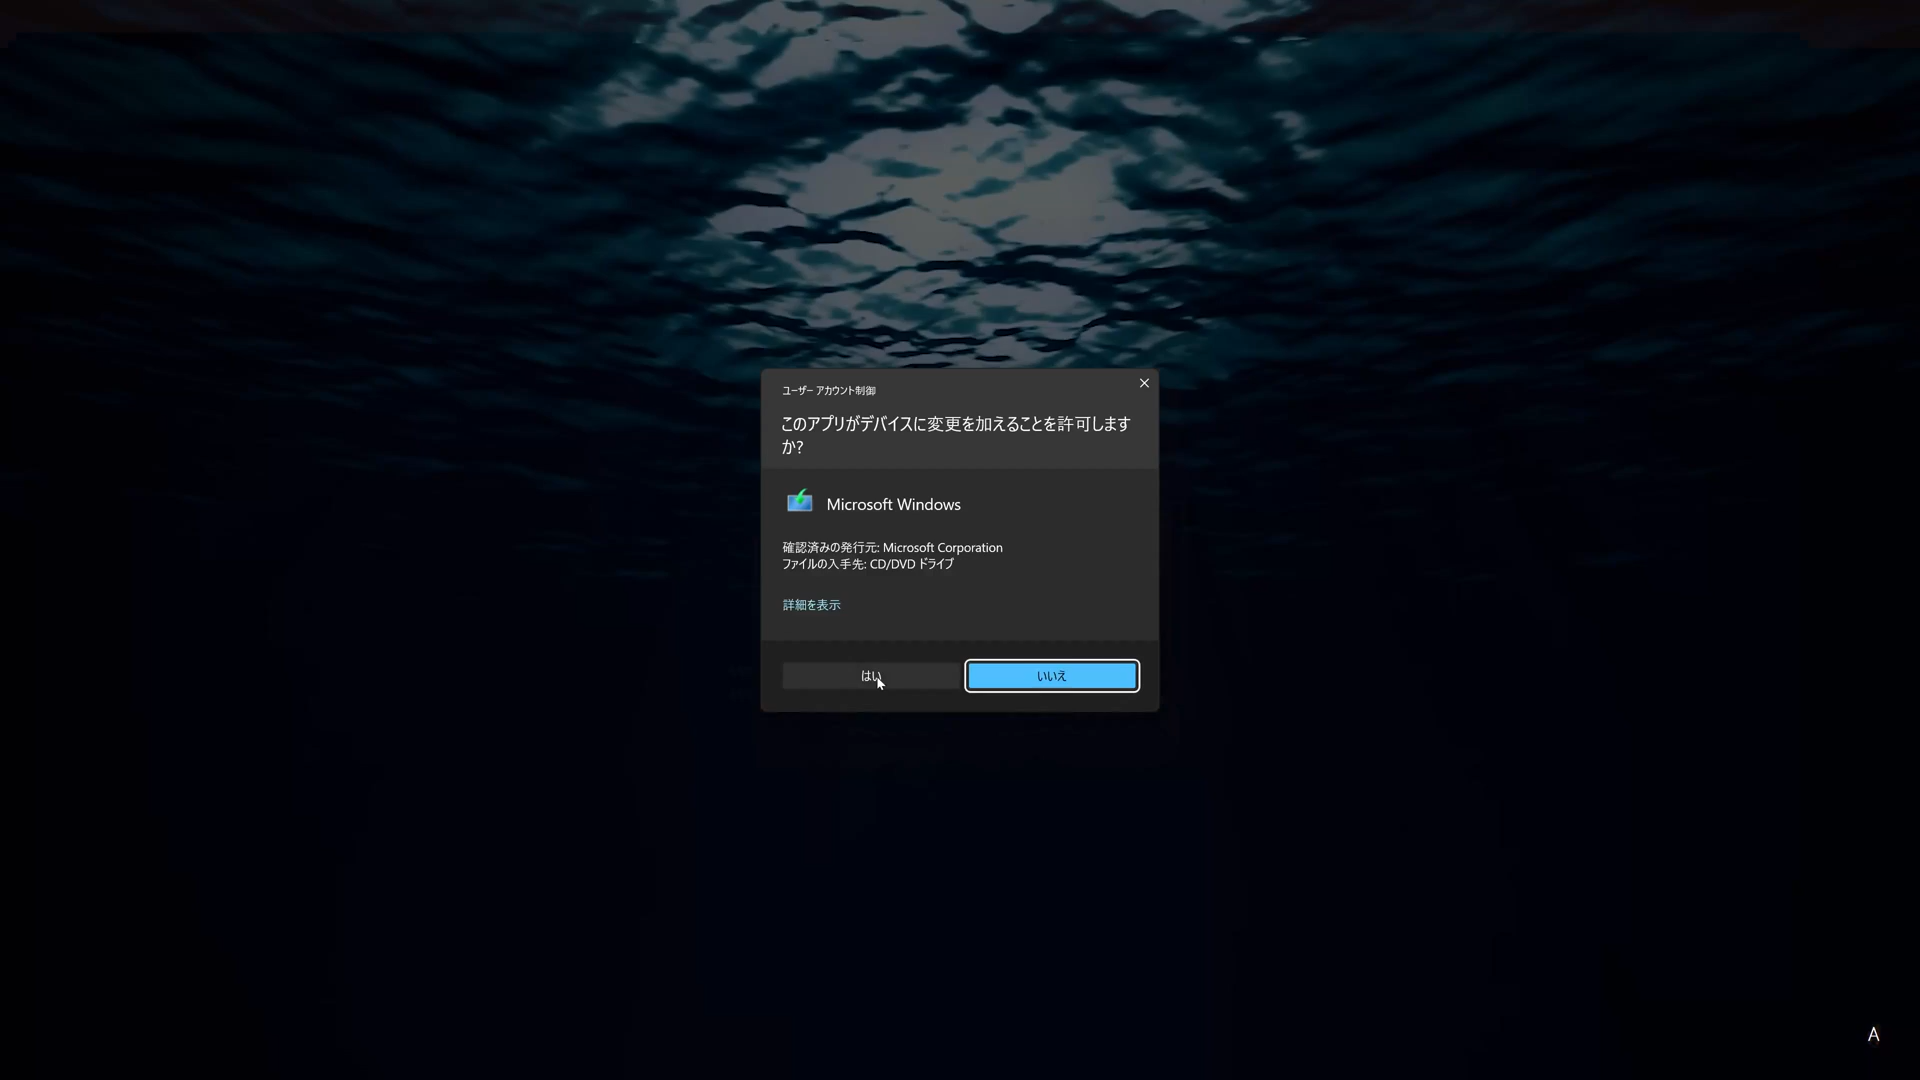 ユーザー アカウント制御
このアプリがデバイスに変更を加えることを許可します
か?
Microsoft Windows
確認済みの発行元: Microsoft Corporation
ファイルの入手先: CD/DVD ドライブ
詳細を表示
はい
いいえ
A